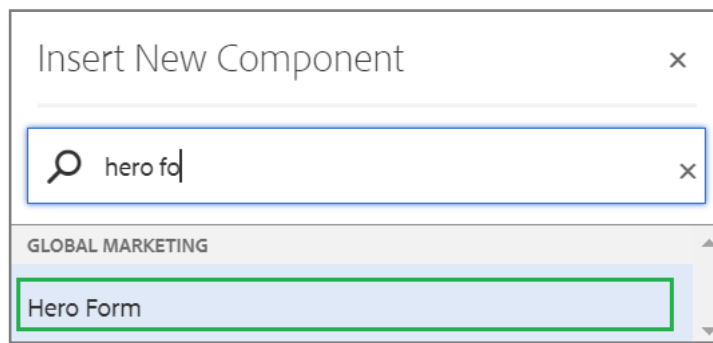 Insert New Component
hero fo
GLOBAL MARKETING
Hero Form